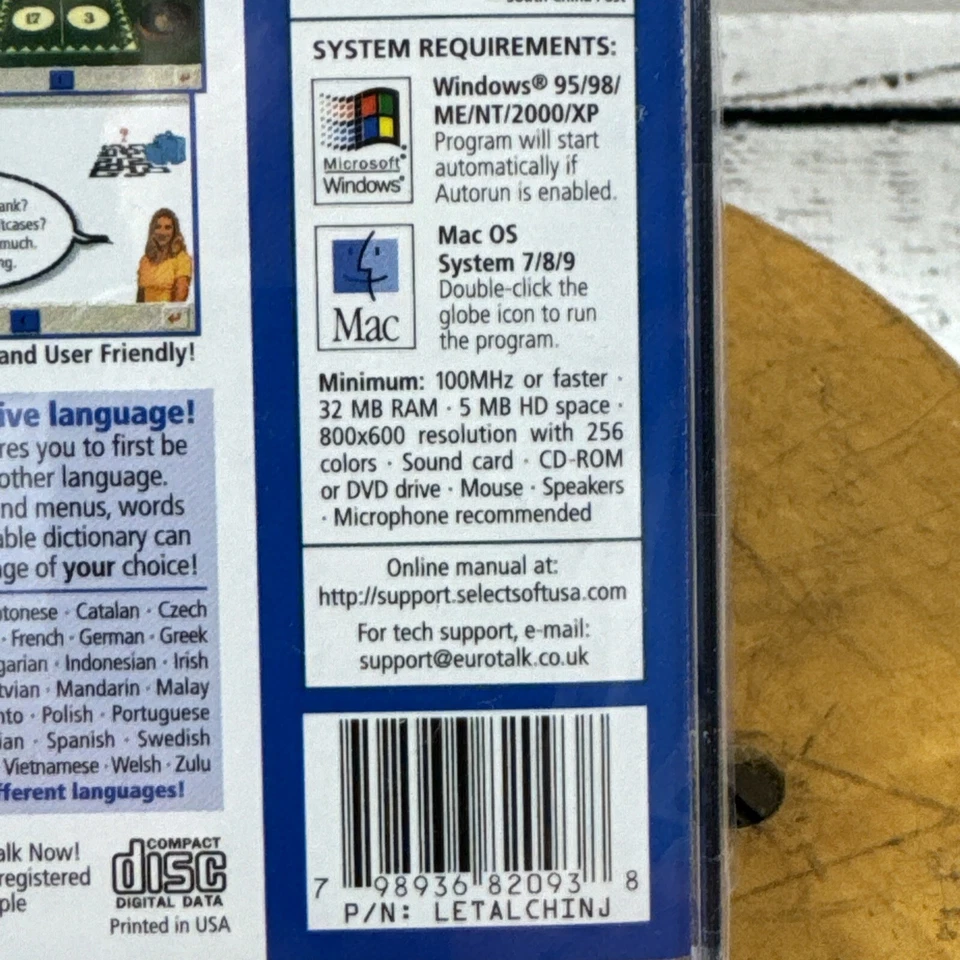 17 3
ank?
tcases?
much.
ng.
and User Friendly!
ive language!
res you to first be
other language.
nd menus, words
able dictionary can
ge of your choice!
ntonese · Catalan · Czech
· French · German · Greek
garian · Indonesian · Irish
tvian · Mandarin · Malay
nto · Polish · Portuguese
ian · Spanish · Swedish
Vietnamese · Welsh · Zulu
fferent languages!
alk Now!
registered
ple
COMPACT
disc
DIGITAL DATA
Printed in USA
SYSTEM REQUIREMENTS:
Microsoft®
Windows®
Windows® 95/98/
ME/NT/2000/XP
Program will start
automatically if
Autorun is enabled.
Mac
Mac OS
System 7/8/9
Double-click the
globe icon to run
the program.
Minimum: 100MHz or faster ·
32 MB RAM · 5 MB HD space ·
800x600 resolution with 256
colors · Sound card · CD-ROM
or DVD drive · Mouse · Speakers
· Microphone recommended
Online manual at:
http://support.selectsoftusa.com
For tech support, e-mail:
support@eurotalk.co.uk
7 98936 82093 8
P/N: LETALCHINJ